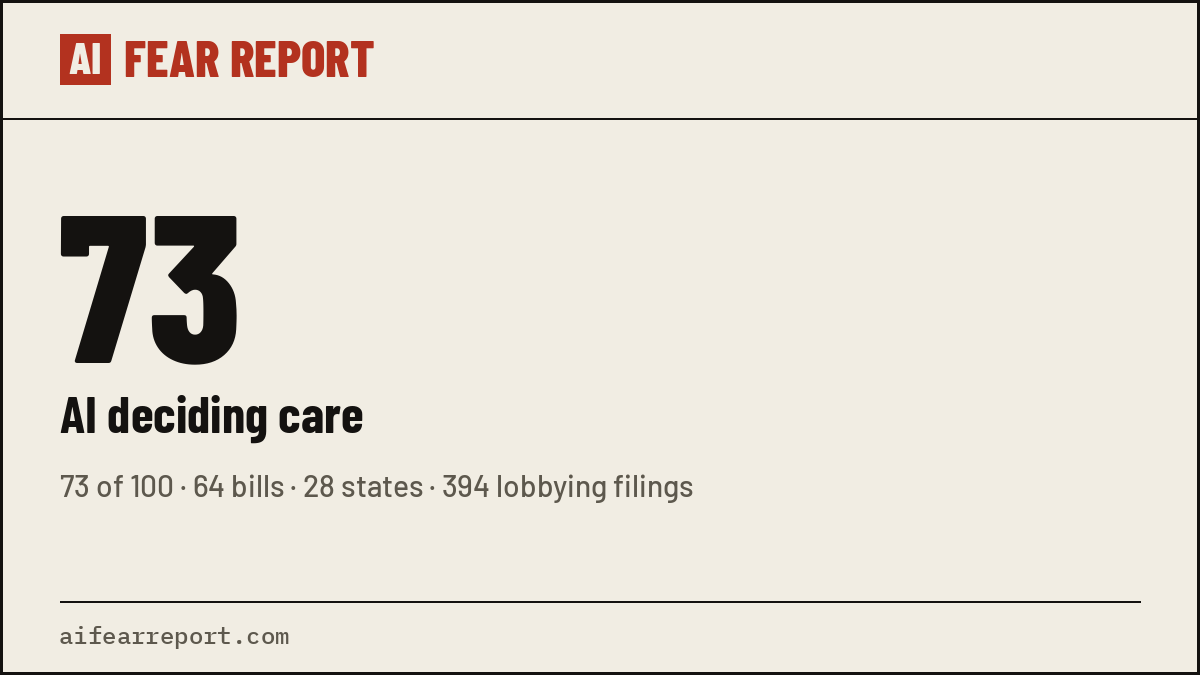 AI FEAR REPORT
73
AI deciding care
73 of 100 · 64 bills · 28 states · 394 lobbying filings
aifearreport.com